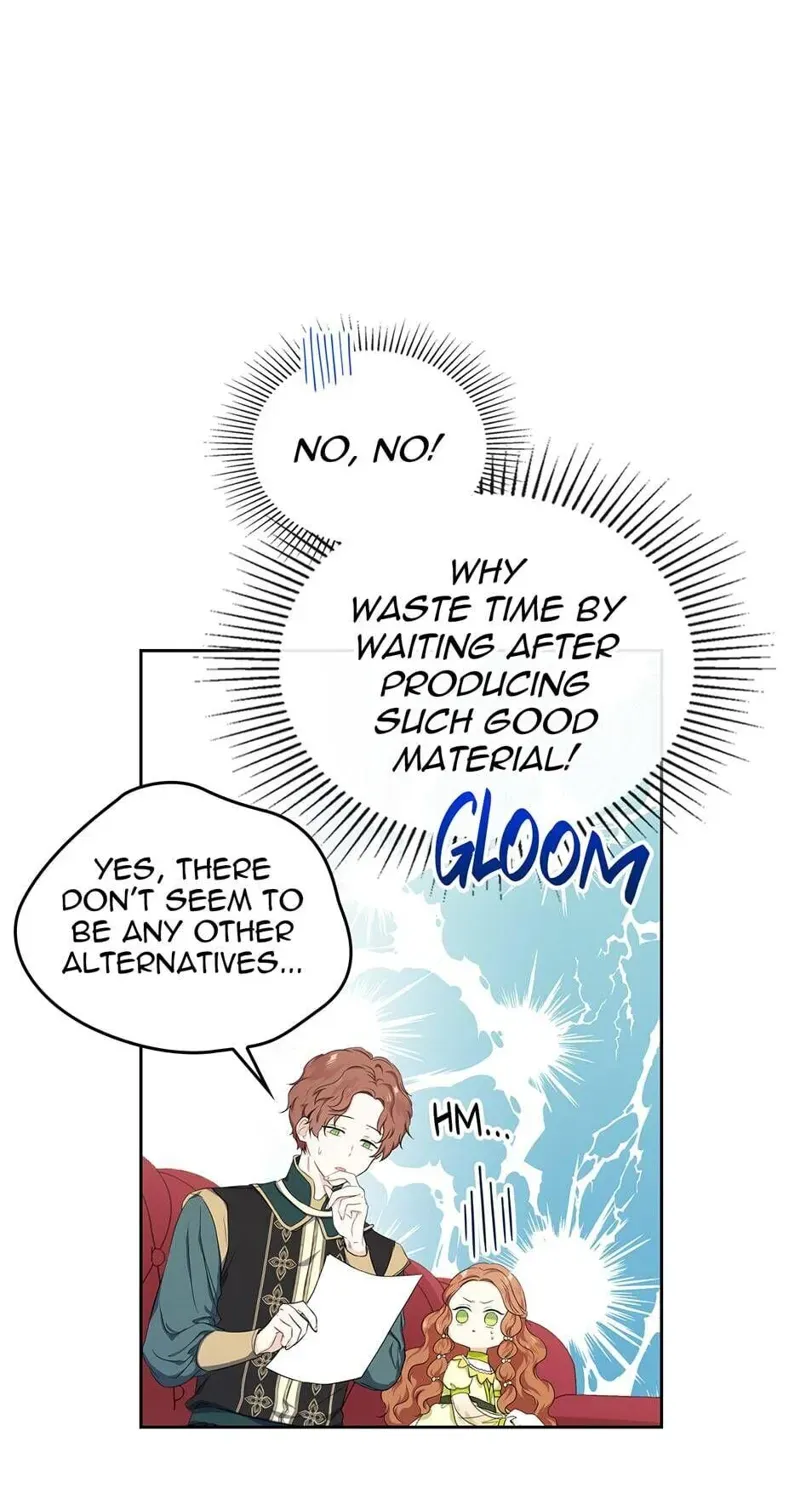 NO, NO!
WHY
WASTE TIME BY
WAITING AFTER
PRODUCING
SUCH GOOD
MATERIAL!
GLOOM
YES, THERE
DON'T SEEM TO
BE ANY OTHER
ALTERNATIVES...
HM...